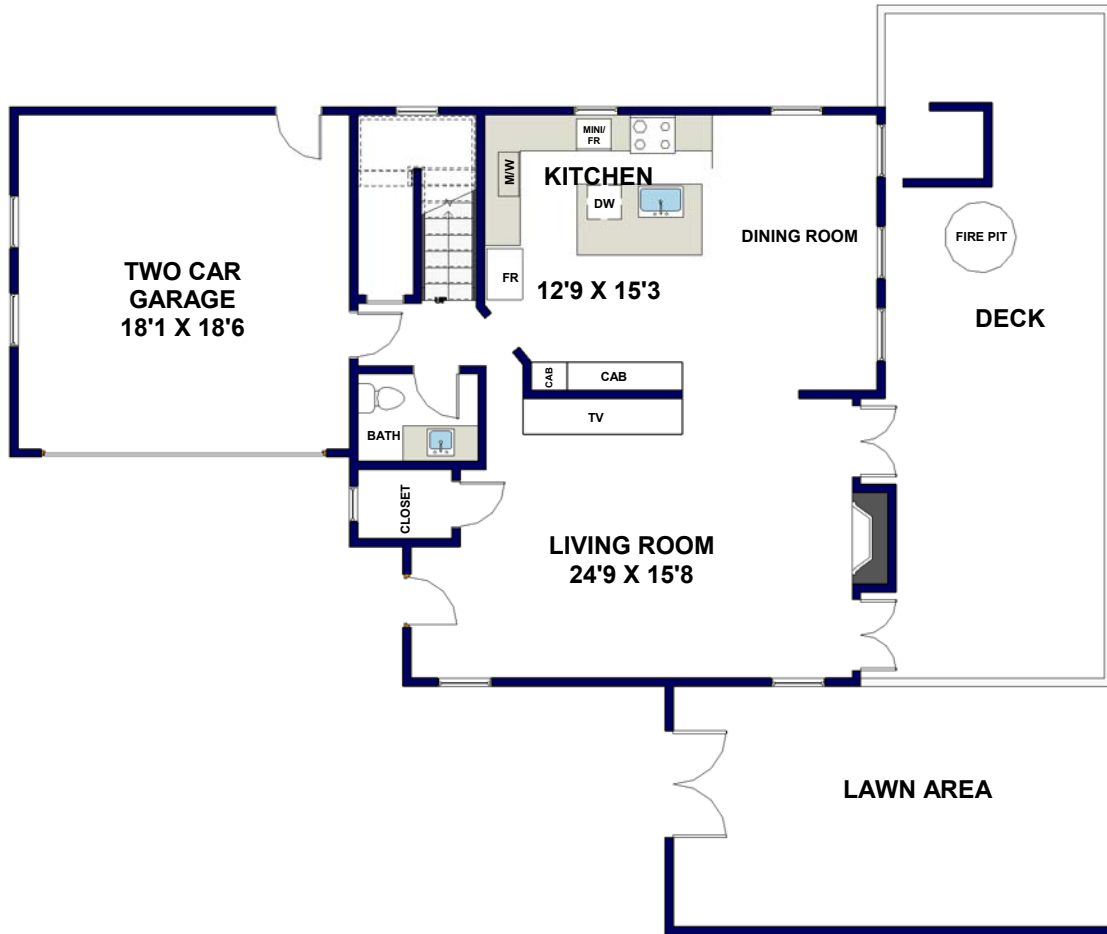 MINI/
FR
M/W
KITCHEN
DW
DINING ROOM
FIRE PIT
TWO CAR
GARAGE
18'1 X 18'6
FR
12'9 X 15'3
UP
DECK
CAB
CAB
TV
BATH
CLOSET
LIVING ROOM
24'9 X 15'8
LAWN AREA